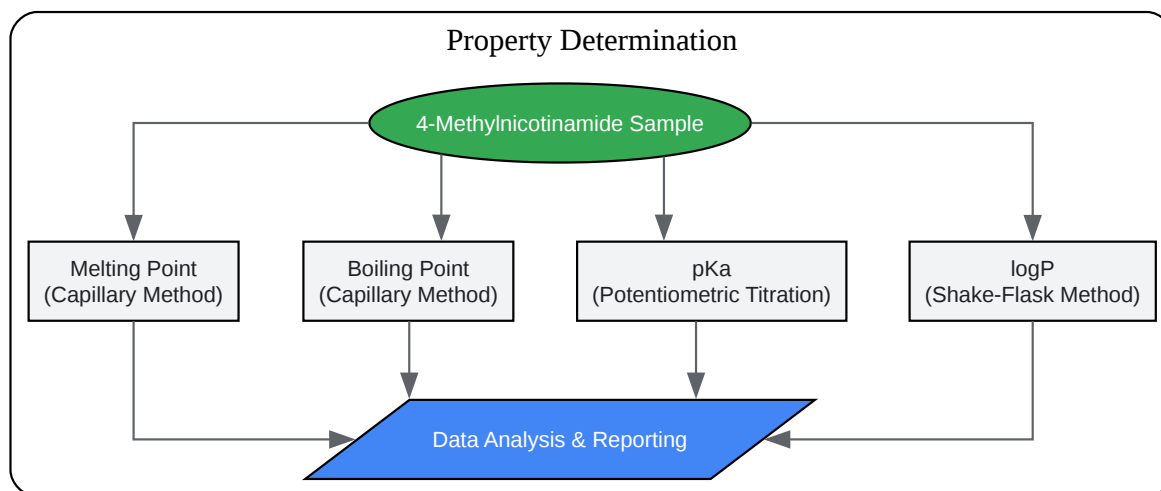 Property Determination
4-Methylnicotinamide Sample
Melting Point
(Capillary Method)
Boiling Point
(Capillary Method)
pKa
(Potentiometric Titration)
logP
(Shake-Flask Method)
Data Analysis & Reporting